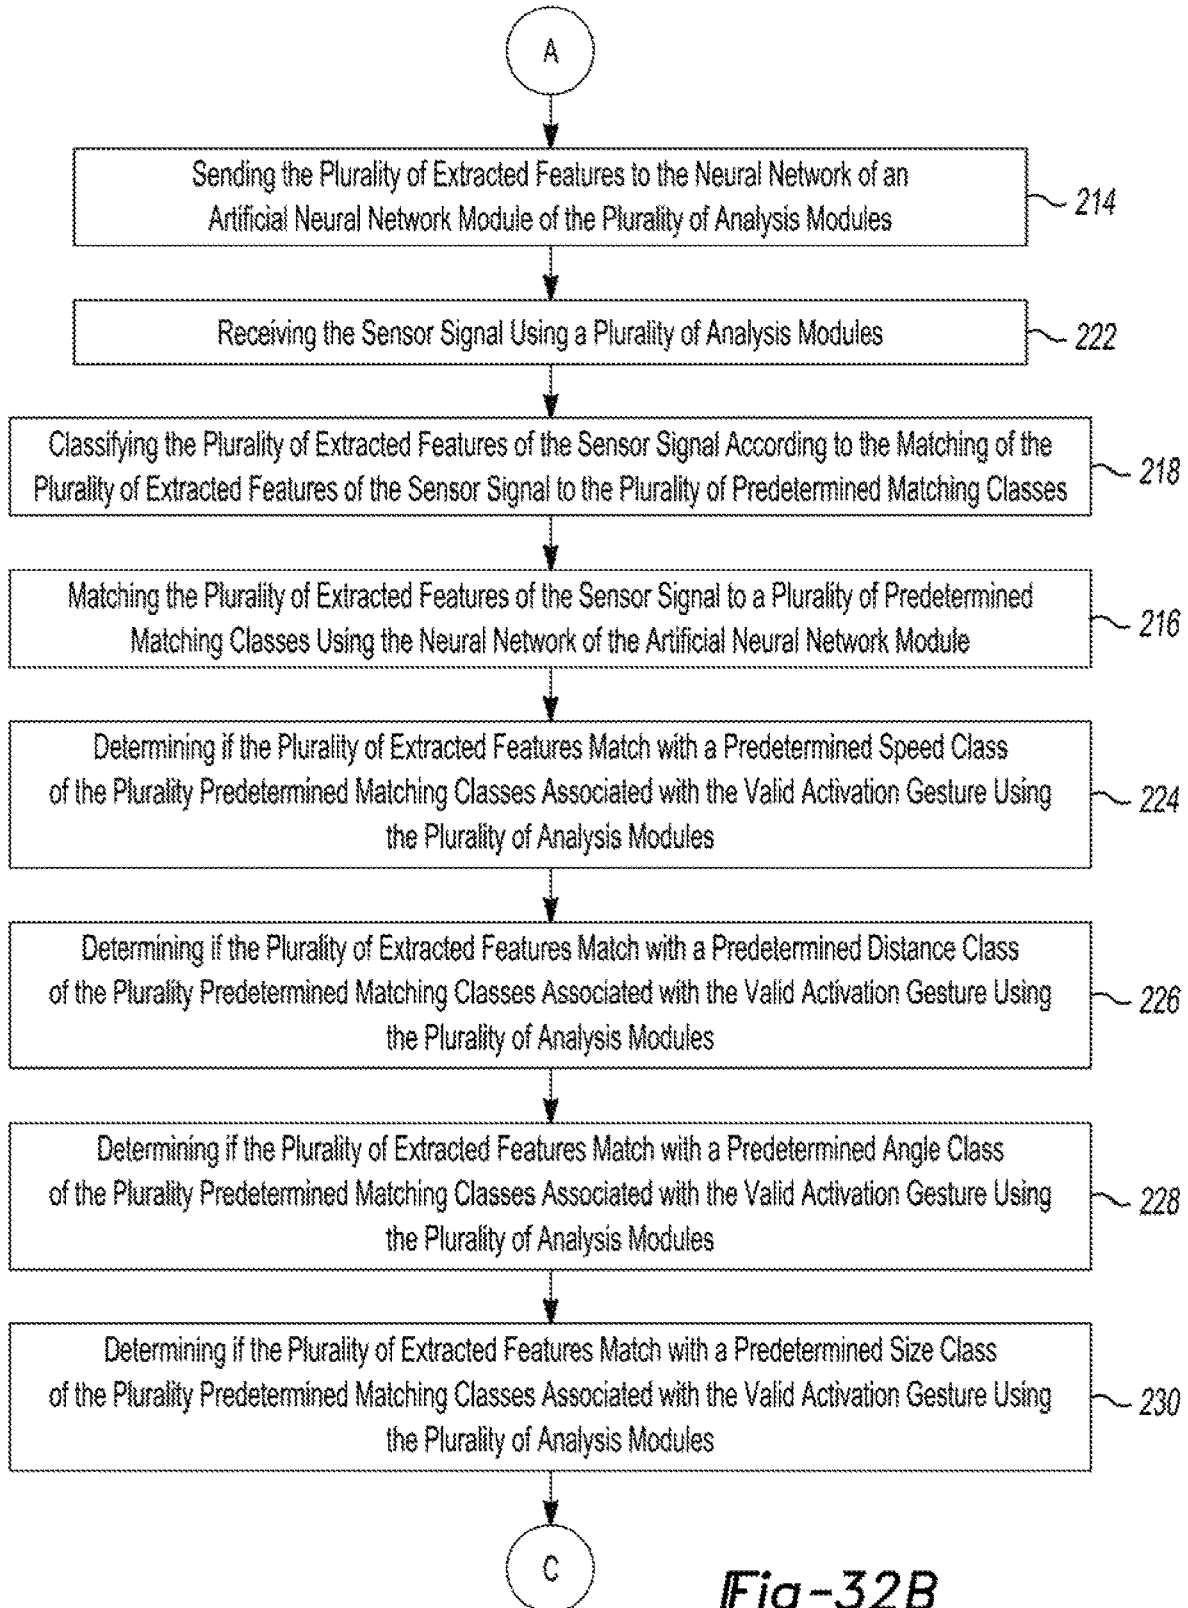 A
Sending the Plurality of Extracted Features to the Neural Network of an
Artificial Neural Network Module of the Plurality of Analysis Modules
214
Receiving the Sensor Signal Using a Plurality of Analysis Modules
222
Classifying the Plurality of Extracted Features of the Sensor Signal According to the Matching of the
Plurality of Extracted Features of the Sensor Signal to the Plurality of Predetermined Matching Classes
218
Matching the Plurality of Extracted Features of the Sensor Signal to a Plurality of Predetermined
Matching Classes Using the Neural Network of the Artificial Neural Network Module
216
Determining if the Plurality of Extracted Features Match with a Predetermined Speed Class
of the Plurality Predetermined Matching Classes Associated with the Valid Activation Gesture Using
the Plurality of Analysis Modules
224
Determining if the Plurality of Extracted Features Match with a Predetermined Distance Class
of the Plurality Predetermined Matching Classes Associated with the Valid Activation Gesture Using
the Plurality of Analysis Modules
226
Determining if the Plurality of Extracted Features Match with a Predetermined Angle Class
of the Plurality Predetermined Matching Classes Associated with the Valid Activation Gesture Using
the Plurality of Analysis Modules
228
Determining if the Plurality of Extracted Features Match with a Predetermined Size Class
of the Plurality Predetermined Matching Classes Associated with the Valid Activation Gesture Using
the Plurality of Analysis Modules
230
C
Fig-32B